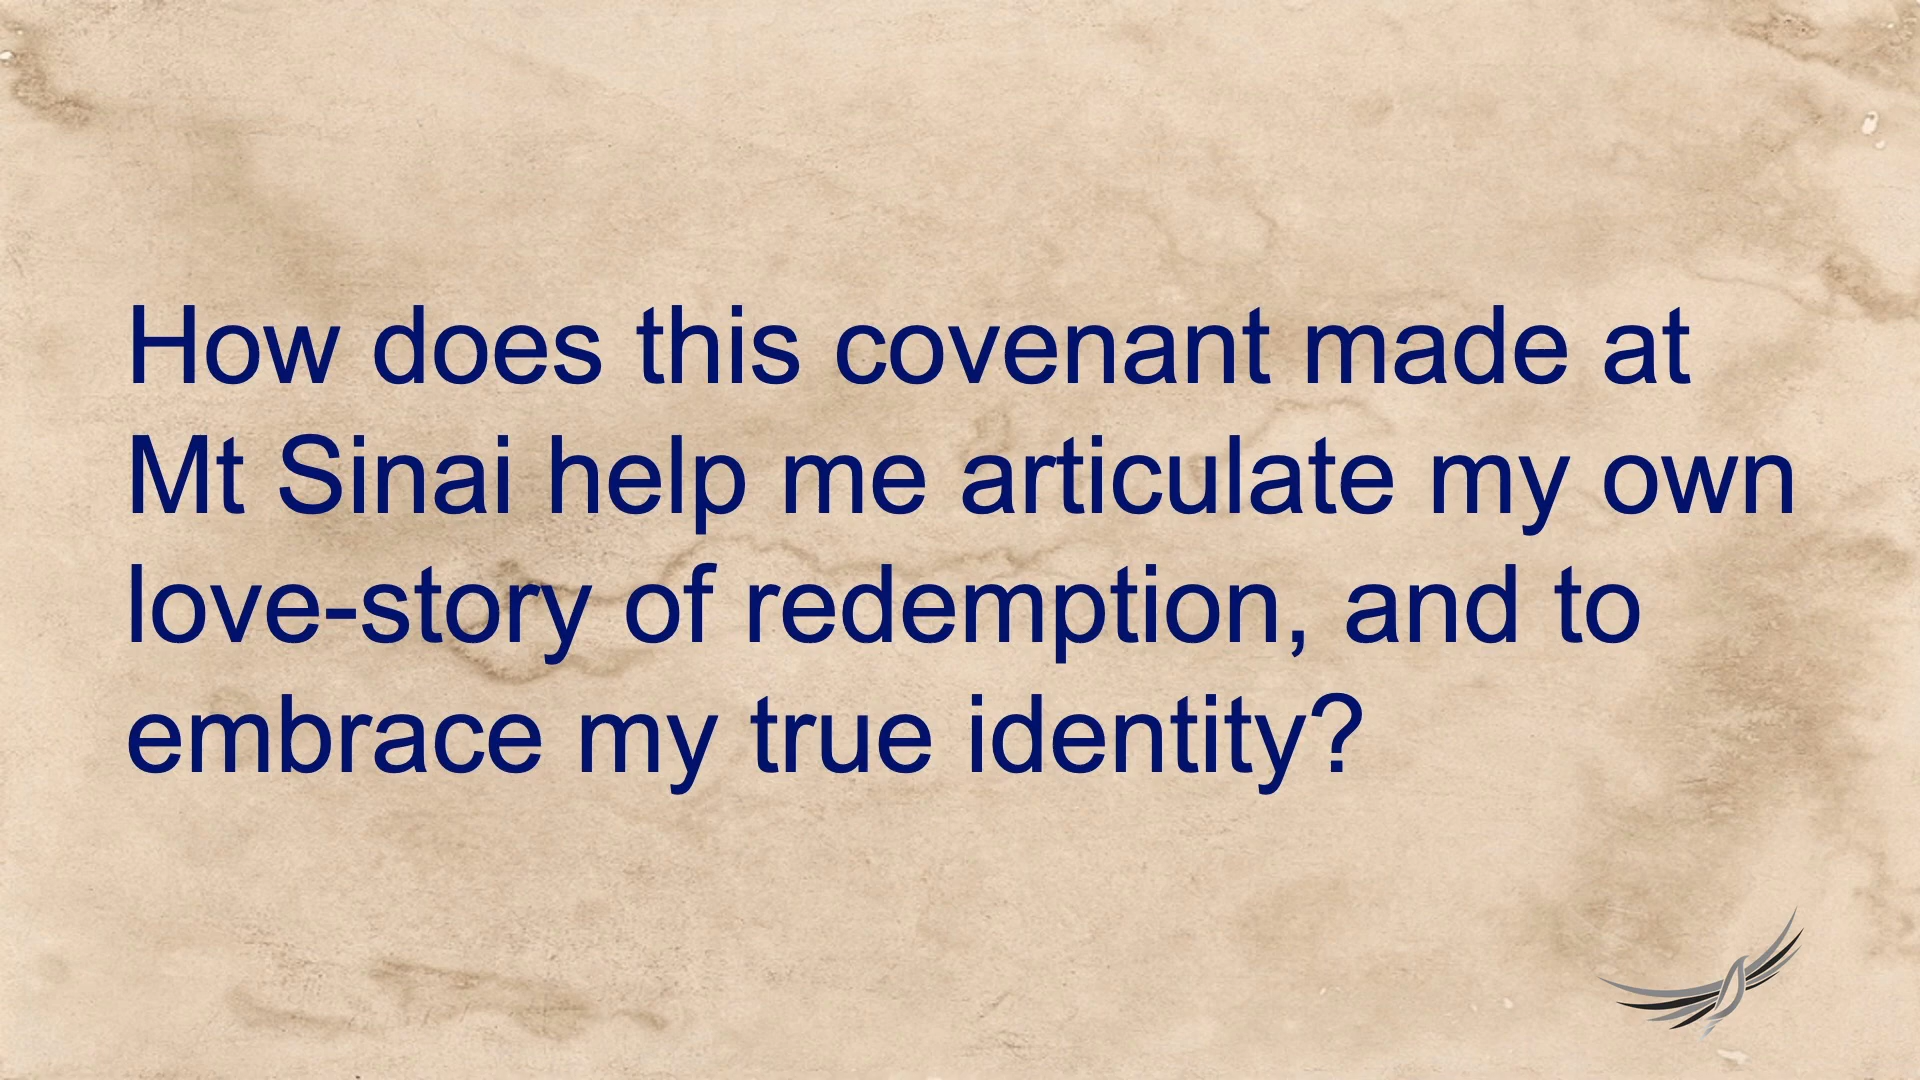 How does this covenant made at
Mt Sinai help me articulate my own
love-story of redemption, and to
embrace my true identity?